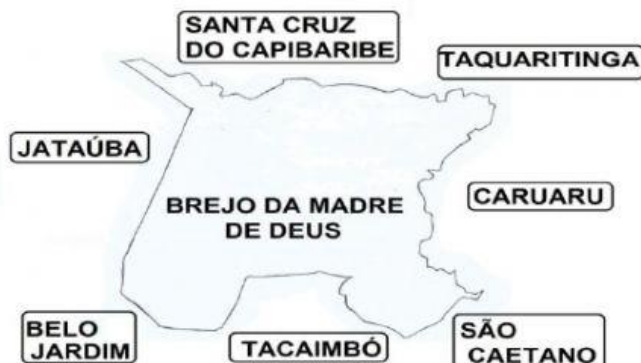 SANTA CRUZ
DO CAPIBARIBE
TAQUARITINGA
JATAÚBA
BREJO DA MADRE
DE DEUS
CARUARU
BELO
JARDIM
TACAIMBÓ
SÃO
CAETANO